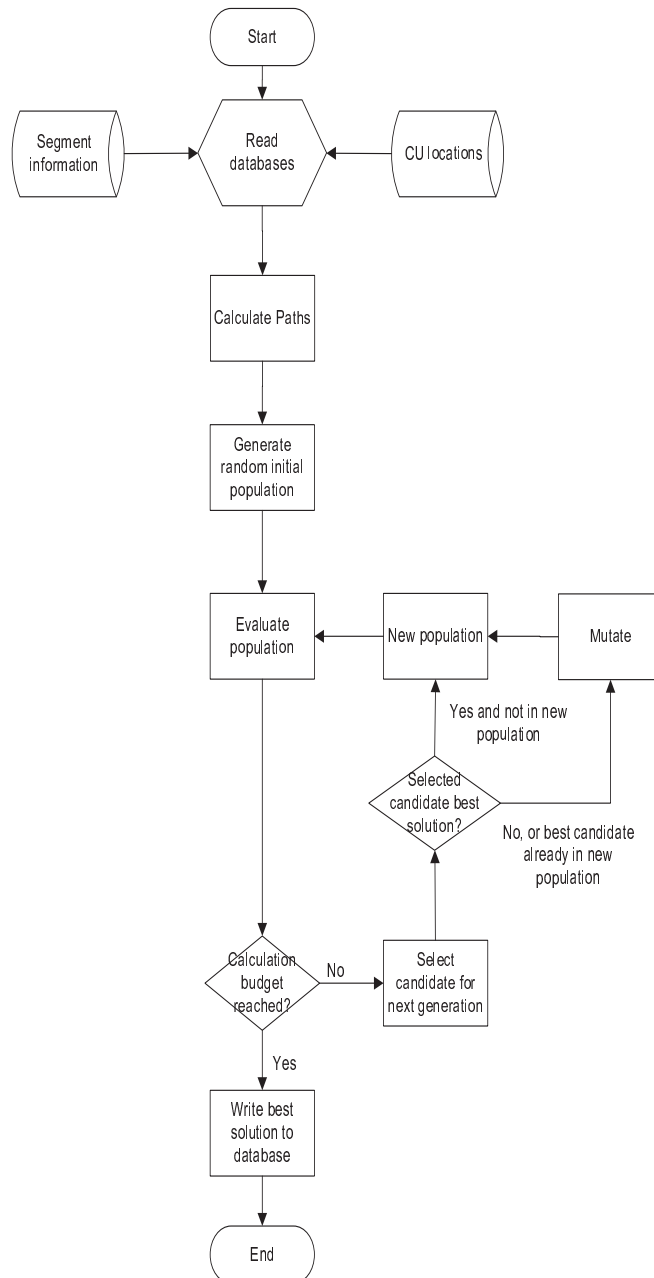 Start
Segment
information
Read
databases
CU locations
Calculate Paths
Generate
random initial
population
Evaluate
population
New population
Mutate
Yes and not in new
population
Selected
candidate best
solution?
No, or best candidate
already in new
population
Calculation
budget
reached?
No
Select
candidate for
next generation
Yes
Write best
solution to
database
End